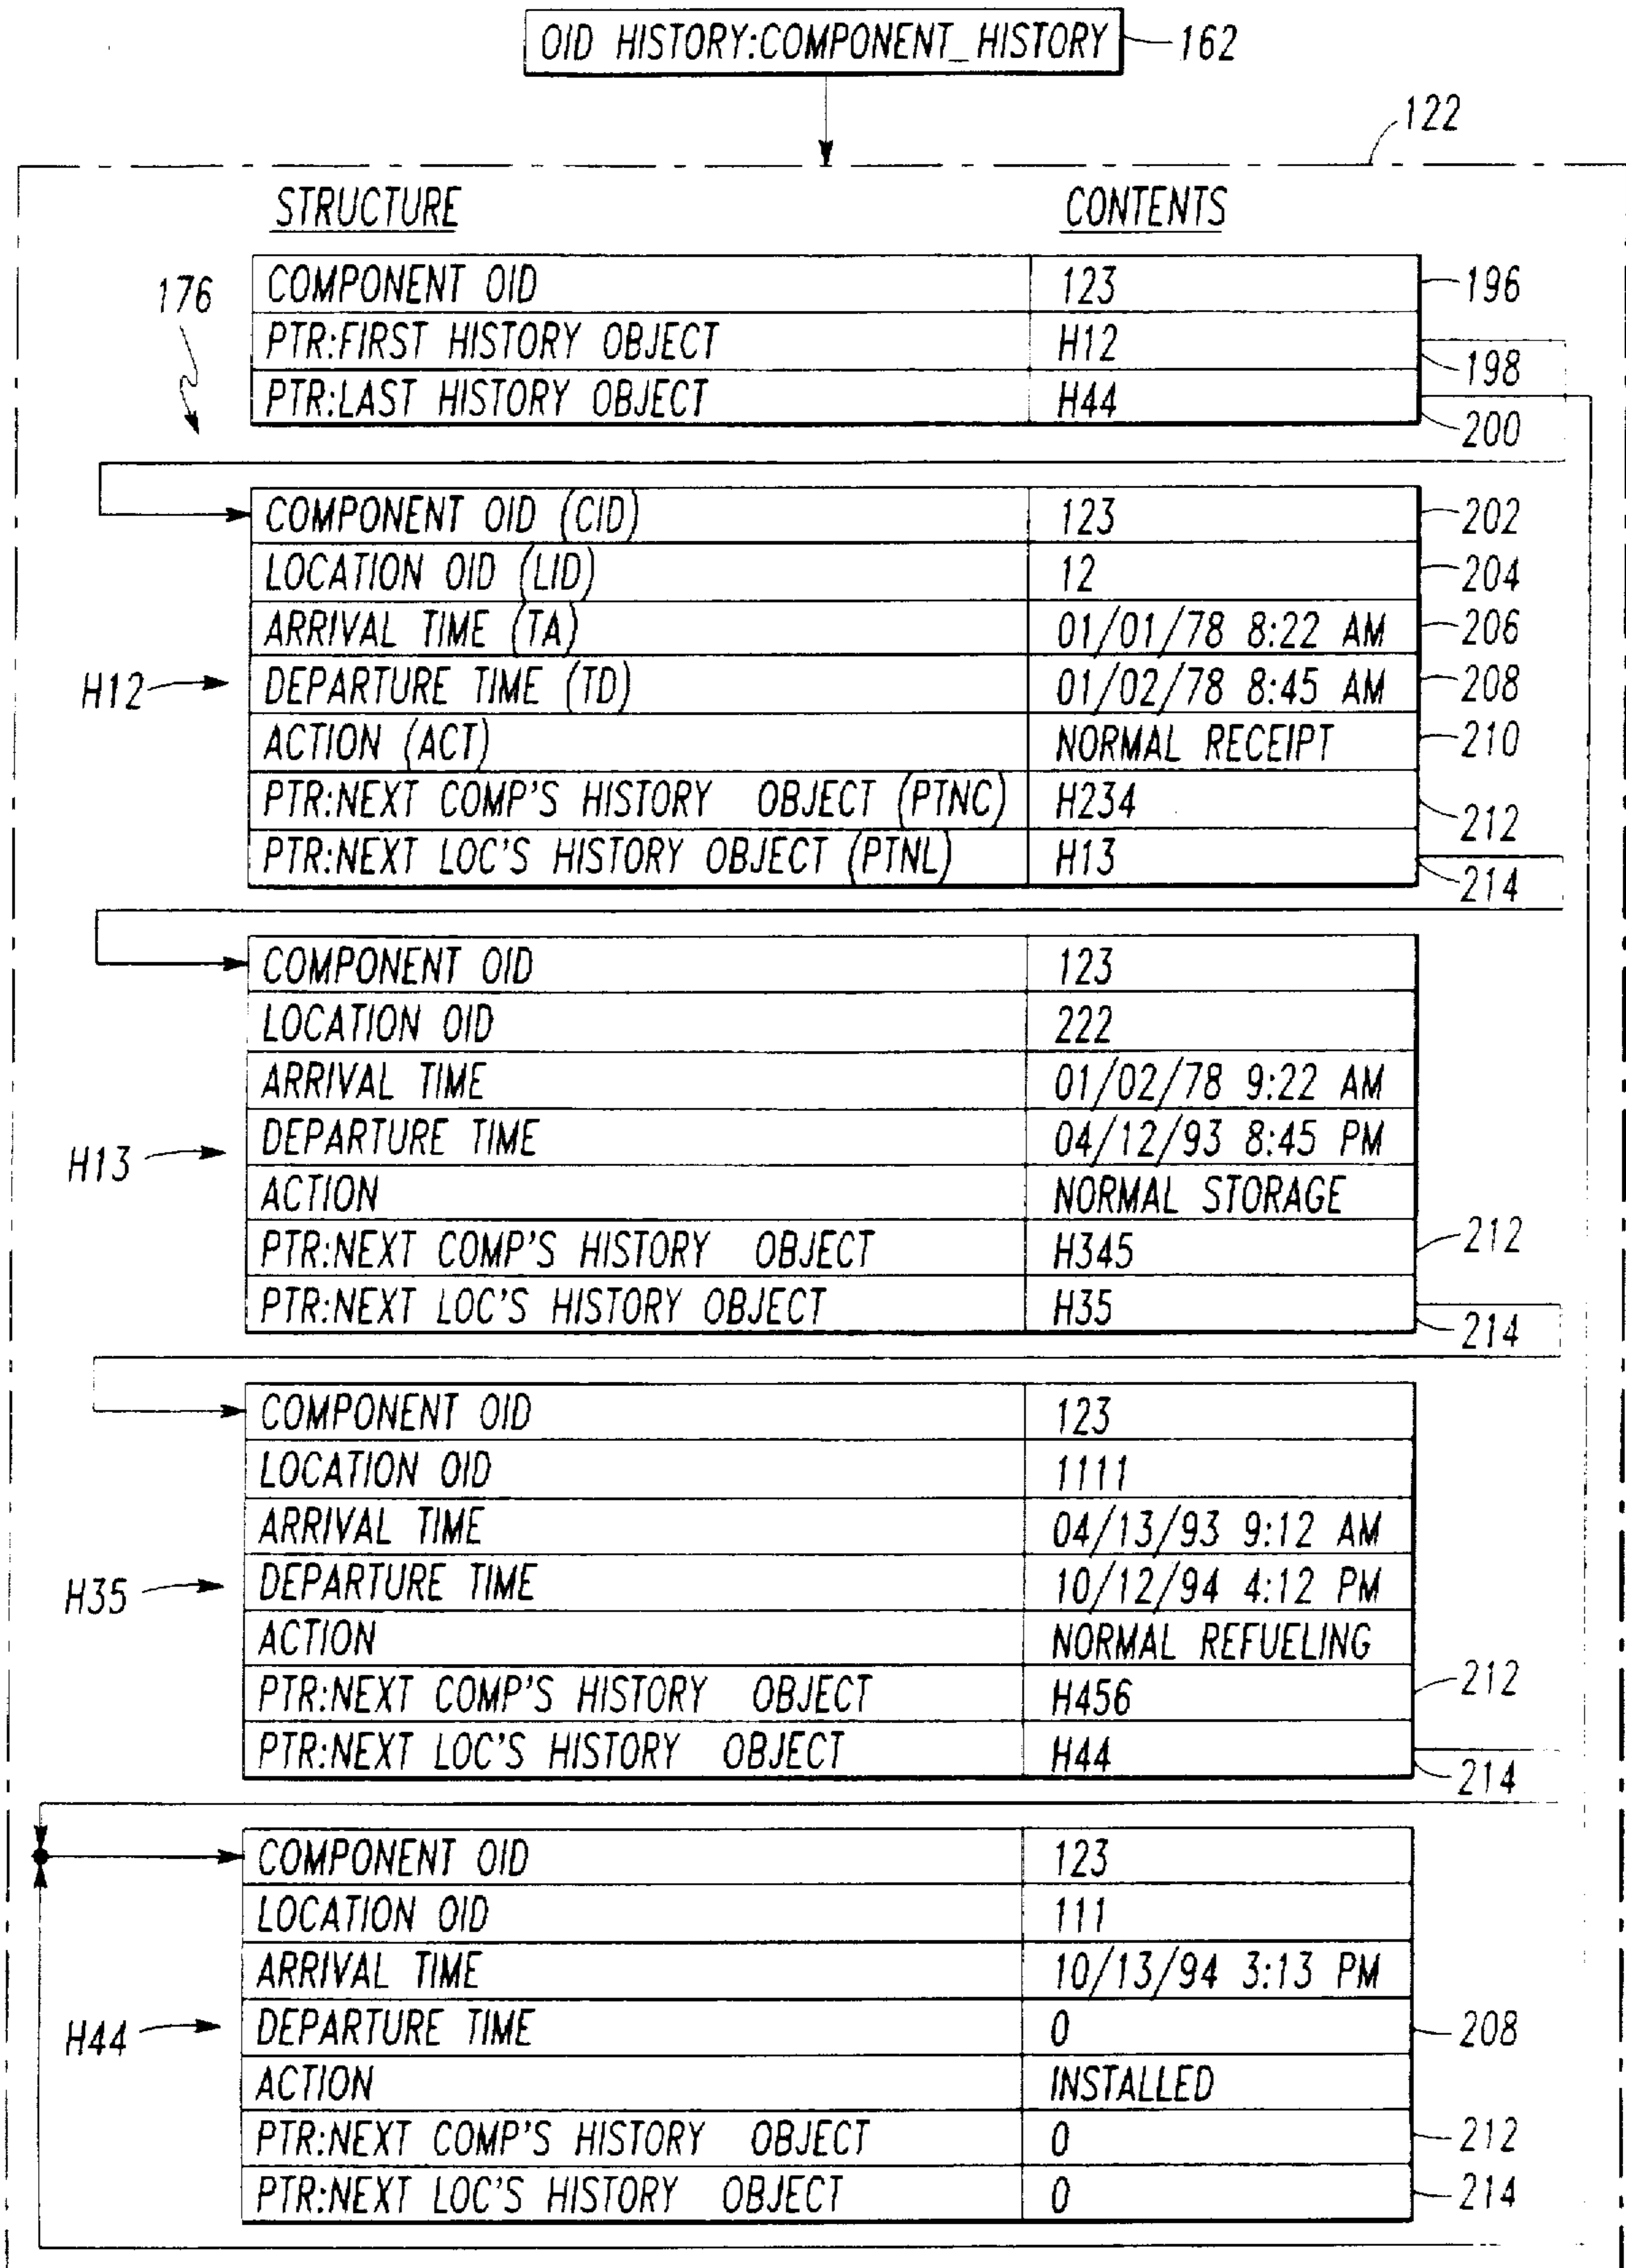 OID HISTORY:COMPONENT_HISTORY 162
122
STRUCTURE CONTENTS
176
COMPONENT OID 123 196
PTR:FIRST HISTORY OBJECT H12 198
PTR:LAST HISTORY OBJECT H44 200
COMPONENT OID (CID) 123 202
LOCATION OID (LID) 12 204
ARRIVAL TIME (TA) 01/01/78 8:22 AM 206
H12 DEPARTURE TIME (TD) 01/02/78 8:45 AM 208
ACTION (ACT) NORMAL RECEIPT 210
PTR:NEXT COMP'S HISTORY OBJECT (PTNC) H234 212
PTR:NEXT LOC'S HISTORY OBJECT (PTNL) H13 214
COMPONENT OID 123
LOCATION OID 222
ARRIVAL TIME 01/02/78 9:22 AM
H13 DEPARTURE TIME 04/12/93 8:45 PM
ACTION NORMAL STORAGE
PTR:NEXT COMP'S HISTORY OBJECT H345 212
PTR:NEXT LOC'S HISTORY OBJECT H35 214
COMPONENT OID 123
LOCATION OID 1111
ARRIVAL TIME 04/13/93 9:12 AM
H35 DEPARTURE TIME 10/12/94 4:12 PM
ACTION NORMAL REFUELING
PTR:NEXT COMP'S HISTORY OBJECT H456 212
PTR:NEXT LOC'S HISTORY OBJECT H44 214
COMPONENT OID 123
LOCATION OID 111
ARRIVAL TIME 10/13/94 3:13 PM
H44 DEPARTURE TIME 0 208
ACTION INSTALLED
PTR:NEXT COMP'S HISTORY OBJECT 0 212
PTR:NEXT LOC'S HISTORY OBJECT 0 214